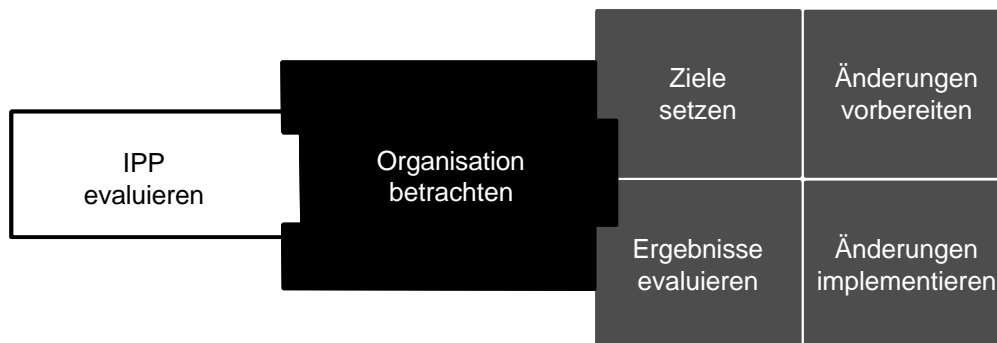 IPP
evaluieren
Organisation
betrachten
Ziele
setzen
Änderungen
vorbereiten
Ergebnisse
evaluieren
Änderungen
implementieren